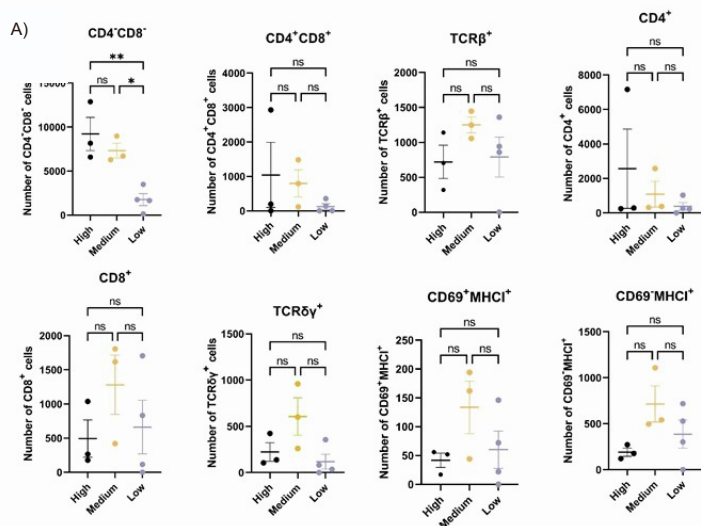 A)
CD4⁻CD8⁻
**
ns
*
Number of CD4⁻CD8⁻ cells
15000
10000
5000
0
High
Medium
Low
CD4⁺CD8⁺
ns
ns
ns
Number of CD4⁺CD8⁺ cells
4000
3000
2000
1000
0
High
Medium
Low
TCRβ⁺
ns
ns
ns
Number of TCRβ⁺ cells
2000
1500
1000
500
0
High
Medium
Low
CD4⁺
ns
ns
ns
Number of CD4⁺ cells
8000
6000
4000
2000
0
High
Medium
Low
CD8⁺
ns
ns
ns
Number of CD8⁺ cells
2000
1500
1000
500
0
High
Medium
Low
TCRδγ⁺
ns
ns
ns
Number of TCRδγ⁺ cells
1500
1000
500
0
High
Medium
Low
CD69⁺MHCI⁺
ns
ns
ns
Number of CD69⁺MHCI⁺
250
200
150
100
50
0
High
Medium
Low
CD69⁻MHCI⁺
ns
ns
ns
Number of CD69⁻MHCI⁺
1500
1000
500
0
High
Medium
Low